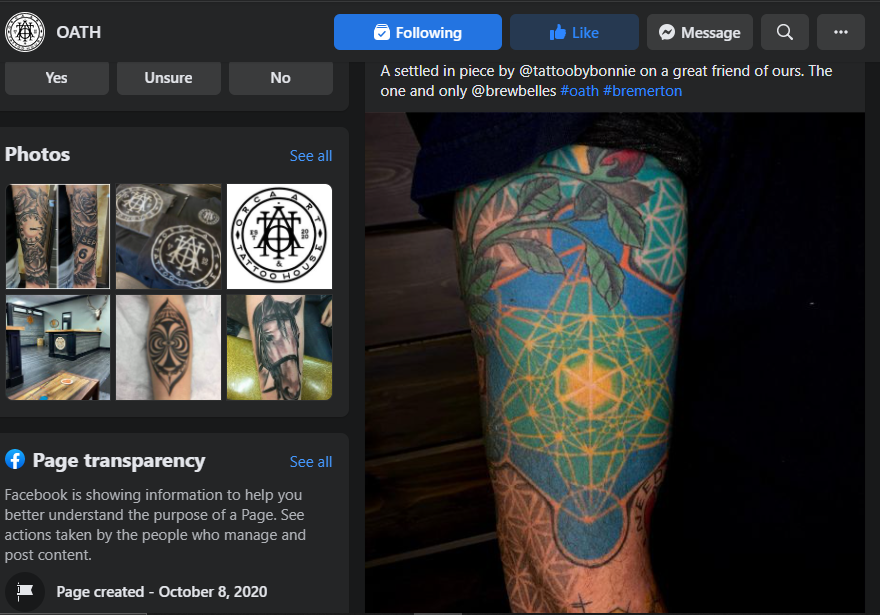 OATH
Following
Like
Message
Yes
Unsure
No
A settled in piece by @tattoobybonnie on a great friend of ours. The
one and only @brewbelles #oath #bremerton
Photos
See all
ORCA ART
EST
2020
& TATTOO HOUSE
Page transparency
See all
Facebook is showing information to help you
better understand the purpose of a Page. See
actions taken by the people who manage and
post content.
Page created - October 8, 2020